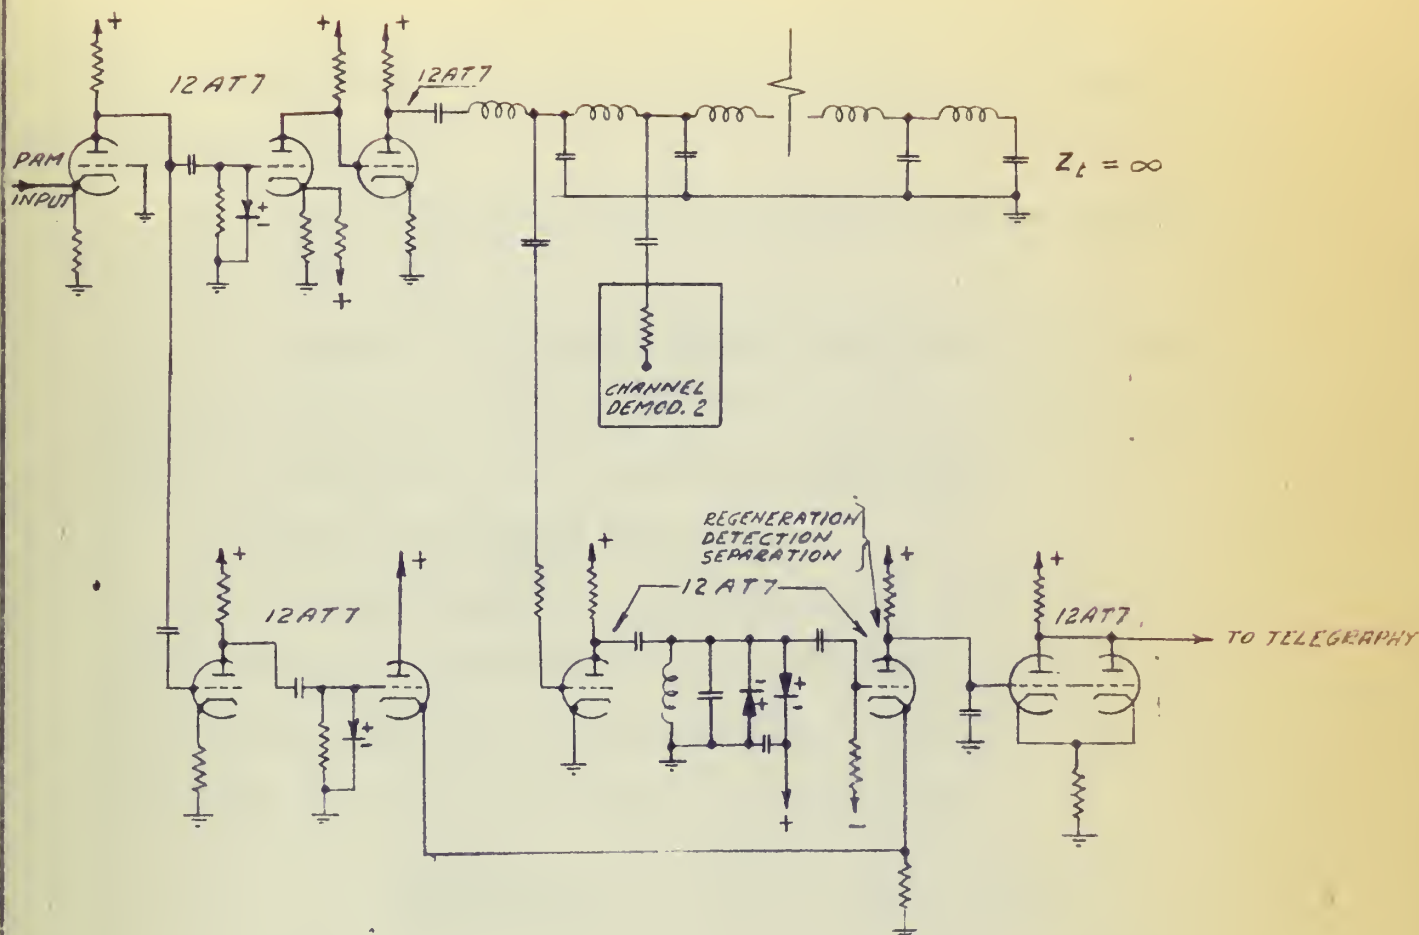 +
+
+
12AT7
12AT7
PAM
INPUT
+
-
Zt = ∞
+
CHANNEL
DEMOD. 2
REGENERATION
DETECTION
SEPARATION
+
+
+
+
+
12AT7
12AT7
12AT7
TO TELEGRAPHY
-
+
+
-
+
-
+
-